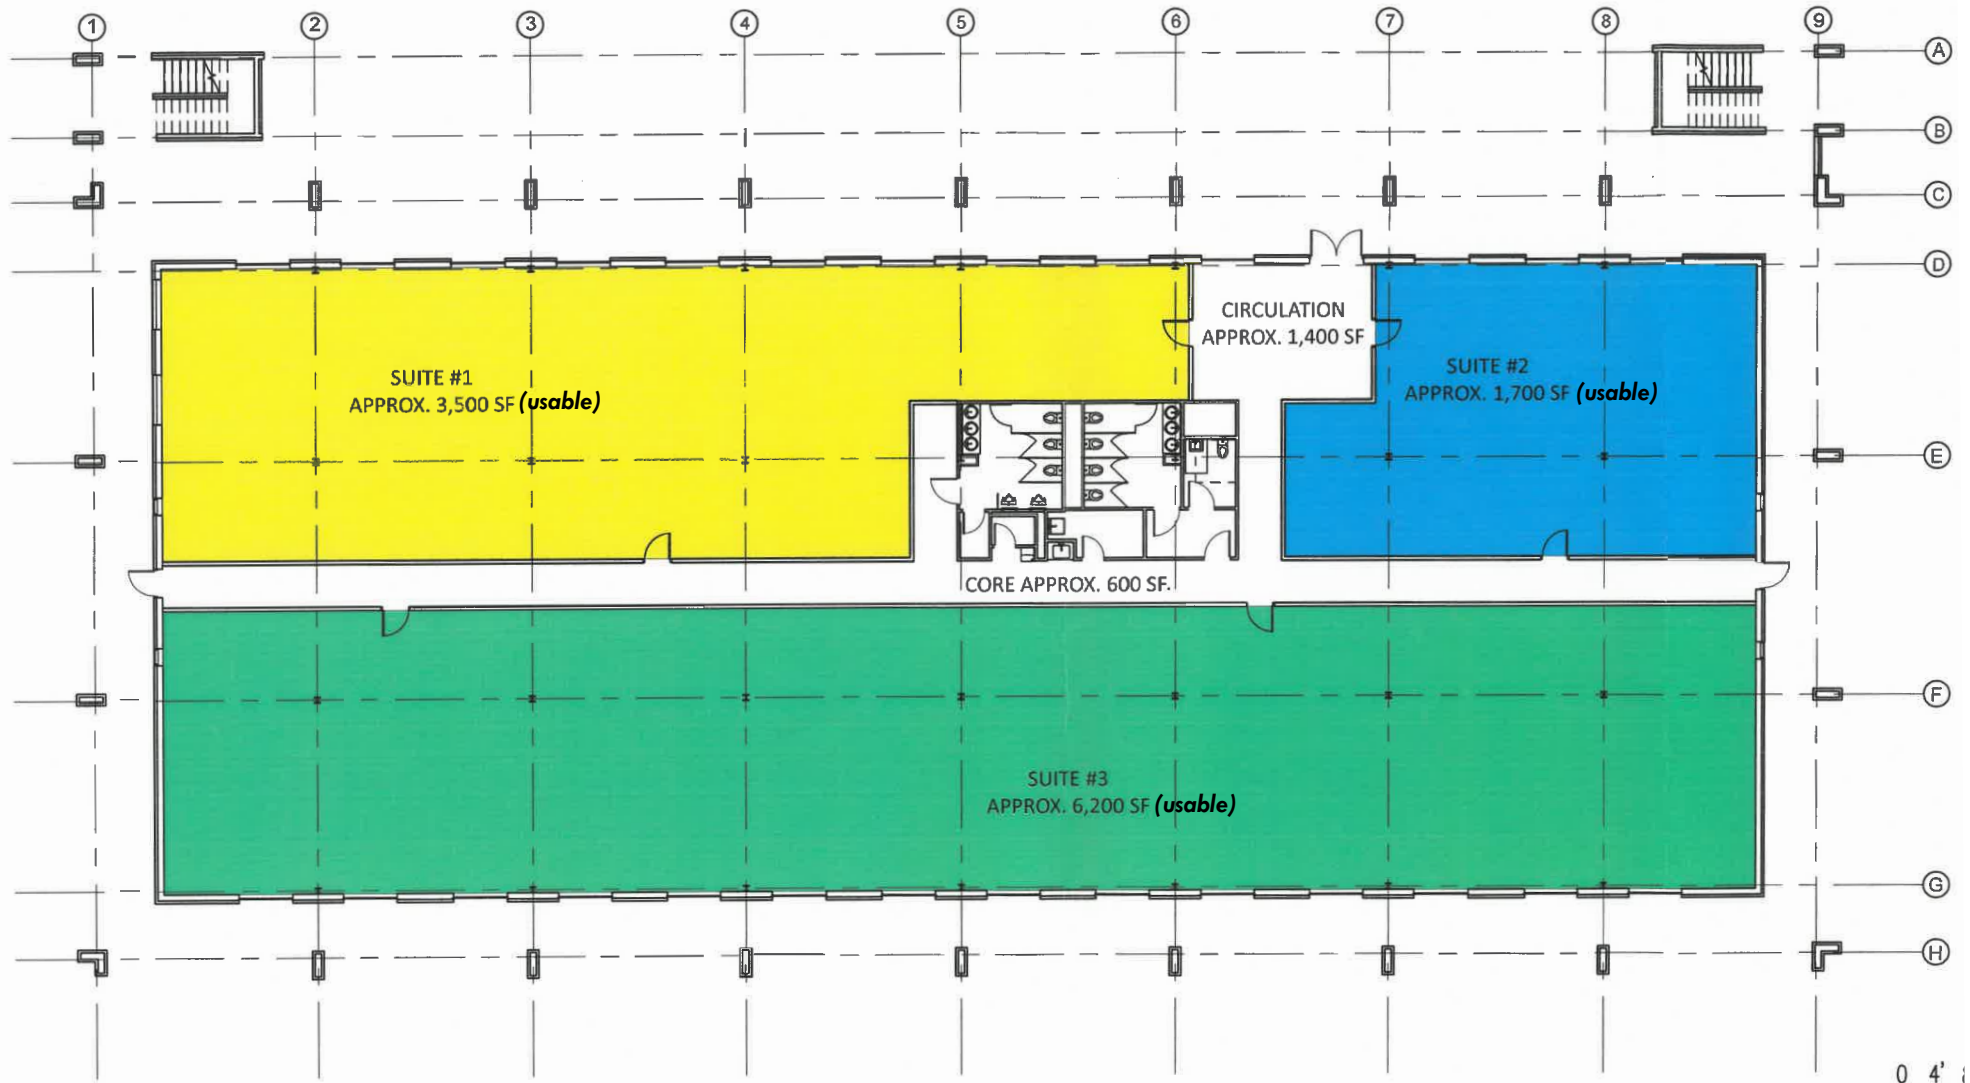 1 2 3 4 5 6 7 8 9
A
B
C
D
CIRCULATION
APPROX. 1,400 SF
SUITE #1
APPROX. 3,500 SF (usable)
SUITE #2
APPROX. 1,700 SF (usable)
E
CORE APPROX. 600 SF.
F
SUITE #3
APPROX. 6,200 SF (usable)
G
H
0 4'